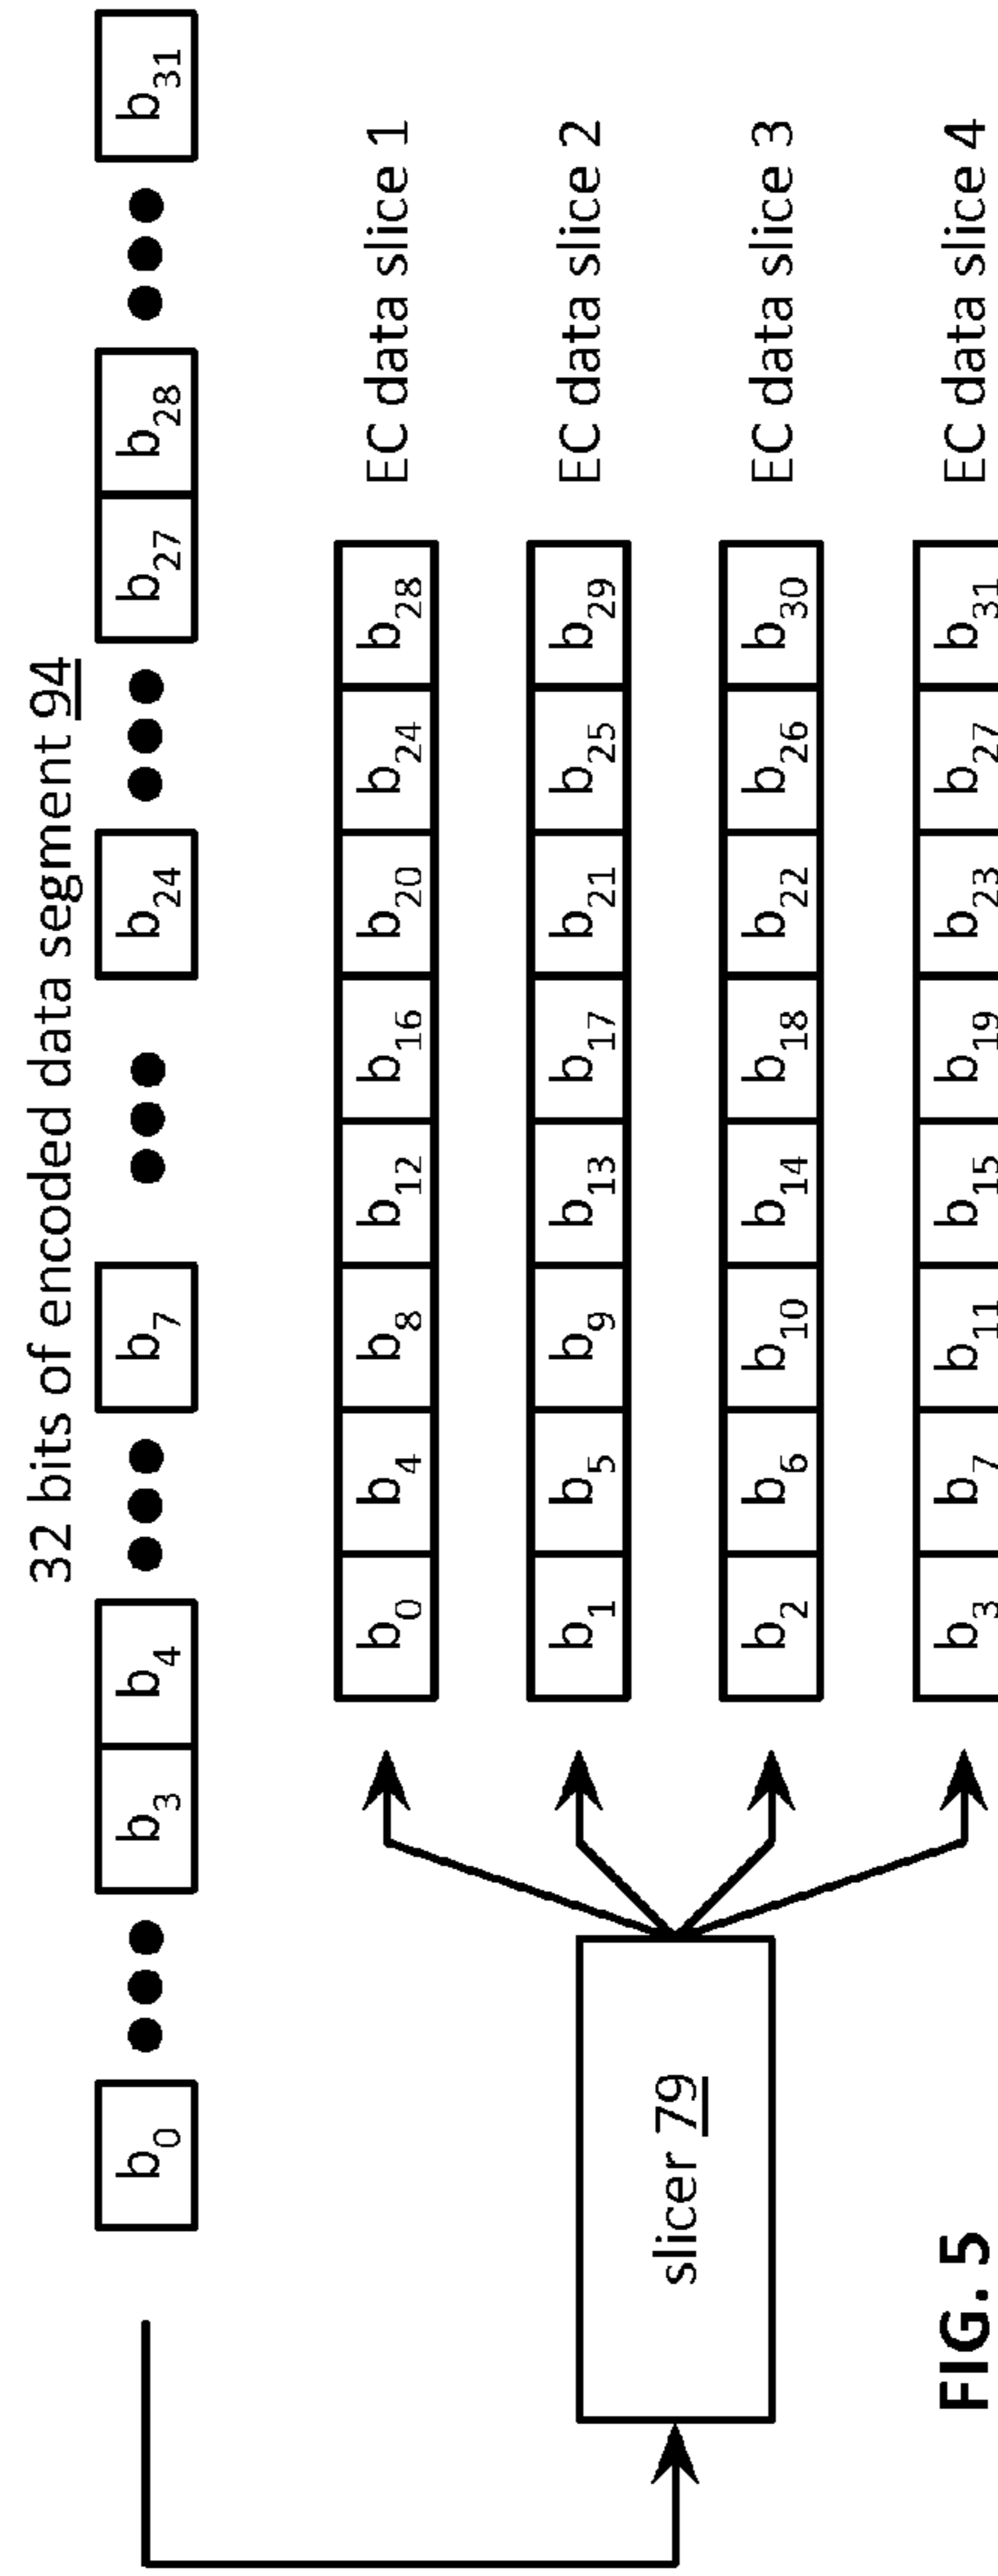 32 bits of encoded data segment 94
b0 b3 b4 b7 b24 b27 b28 b31
b0 b4 b8 b12 b16 b20 b24 b28 EC data slice 1
b1 b5 b9 b13 b17 b21 b25 b29 EC data slice 2
slicer 79
b2 b6 b10 b14 b18 b22 b26 b30 EC data slice 3
b3 b7 b11 b15 b19 b23 b27 b31 EC data slice 4
FIG. 5